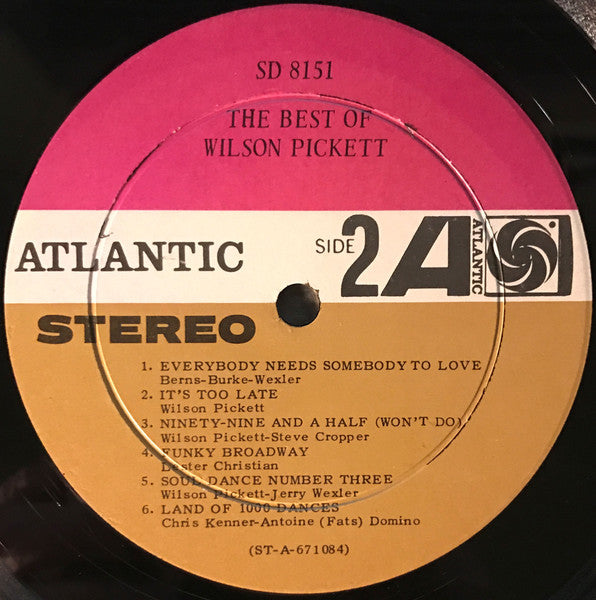 SD 8151
THE BEST OF
WILSON PICKETT
ATLANTIC
SIDE 2
A
ATLANTIC
STEREO
1. EVERYBODY NEEDS SOMEBODY TO LOVE
Berns-Burke-Wexler
2. IT'S TOO LATE
Wilson Pickett
3. NINETY-NINE AND A HALF (WON'T DO)
Wilson Pickett-Steve Cropper
4. FUNKY BROADWAY
Lester Christian
5. SOUL DANCE NUMBER THREE
Wilson Pickett-Jerry Wexler
6. LAND OF 1000 DANCES
Chris Kenner-Antoine (Fats) Domino
(ST-A-671084)